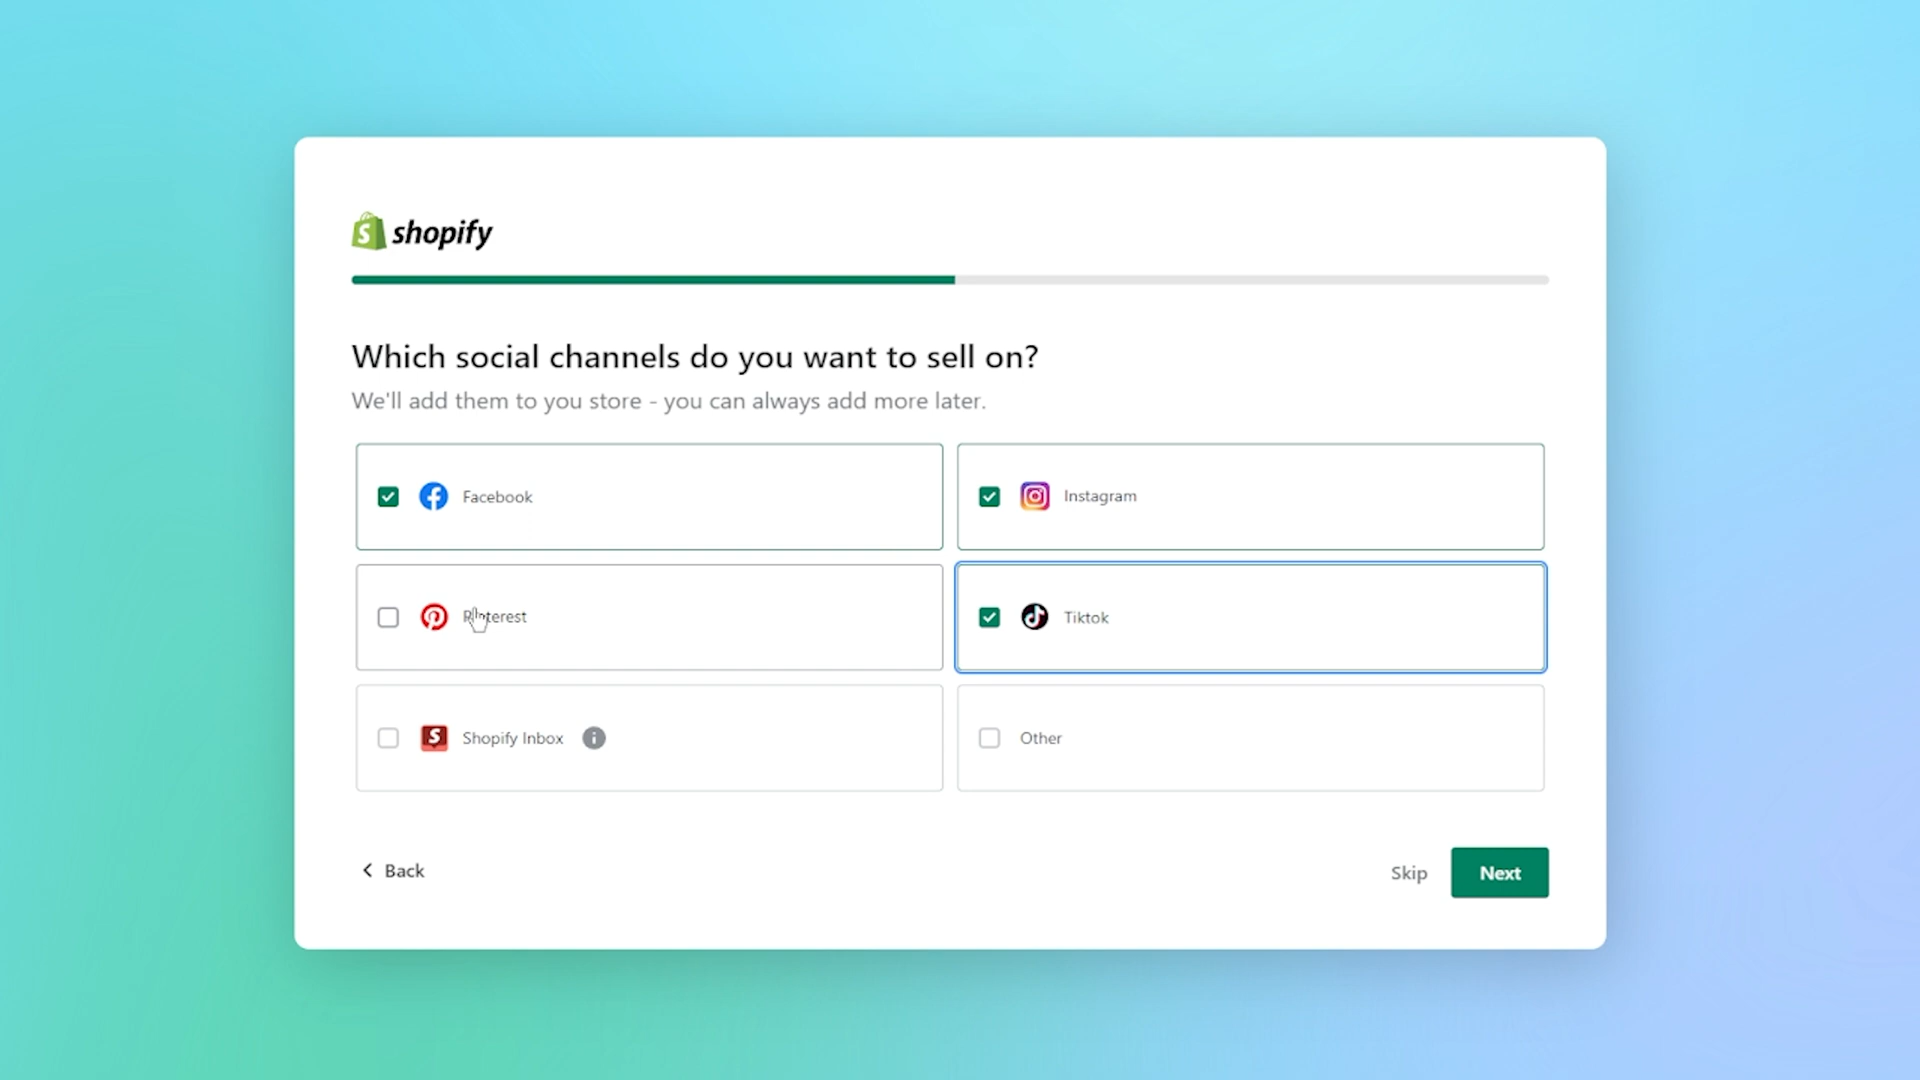 shopify
Which social channels do you want to sell on?
We'll add them to you store - you can always add more later.
Facebook
Instagram
Pinterest
Tiktok
Shopify Inbox
Other
Back
Skip
Next